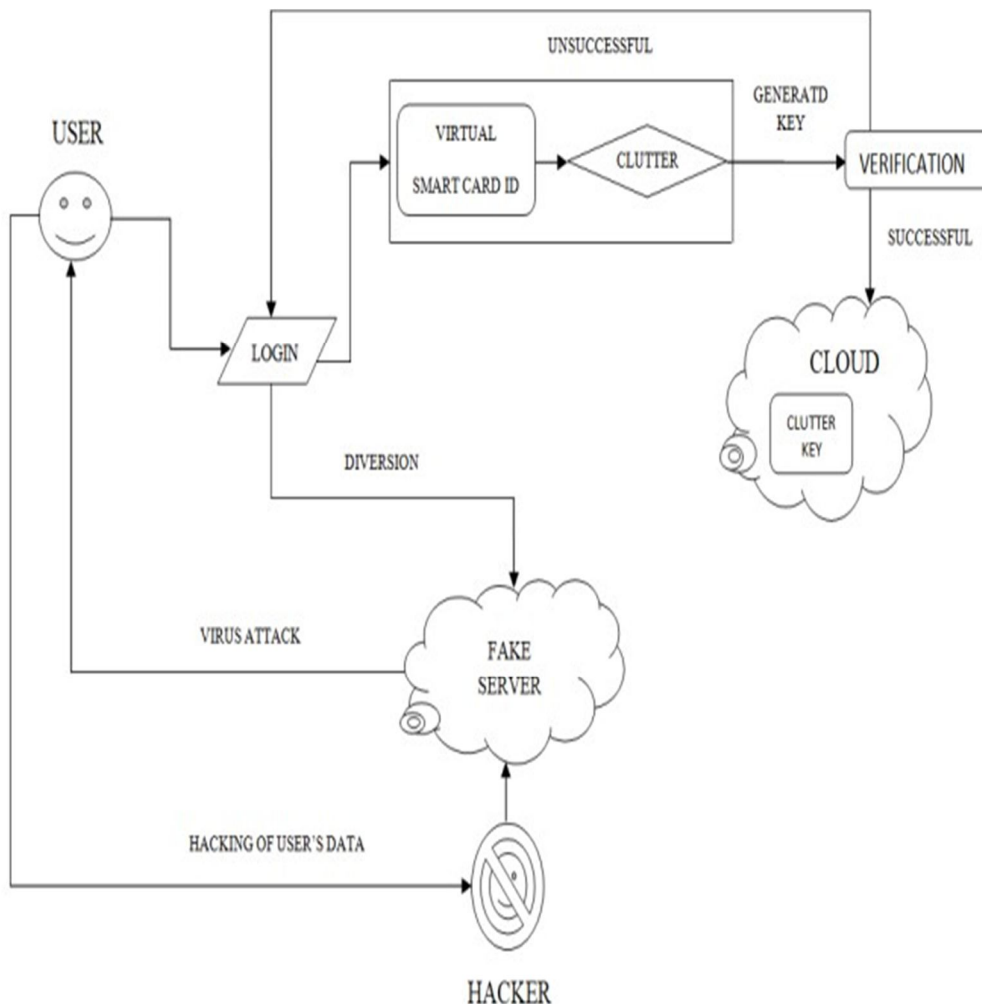 UNSUCCESSFUL
GENERATD
KEY
USER
VIRTUAL
SMART CARD ID
CLUTTER
VERIFICATION
SUCCESSFUL
LOGIN
CLOUD
CLUTTER
KEY
DIVERSION
VIRUS ATTACK
FAKE
SERVER
HACKING OF USER'S DATA
HACKER